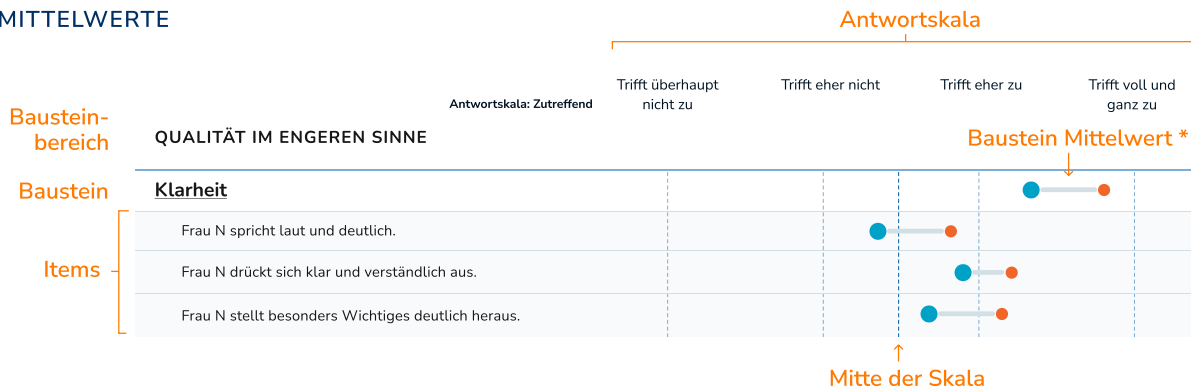 MITTELWERTE
Antwortskala
Trifft überhaupt
nicht zu
Trifft eher nicht
Trifft eher zu
Trifft voll und
ganz zu
Antwortskala: Zutreffend
Baustein-
bereich
QUALITÄT IM ENGEREN SINNE
Baustein Mittelwert *
Baustein
Klarheit
Items
Frau N spricht laut und deutlich.
Frau N drückt sich klar und verständlich aus.
Frau N stellt besonders Wichtiges deutlich heraus.
Mitte der Skala